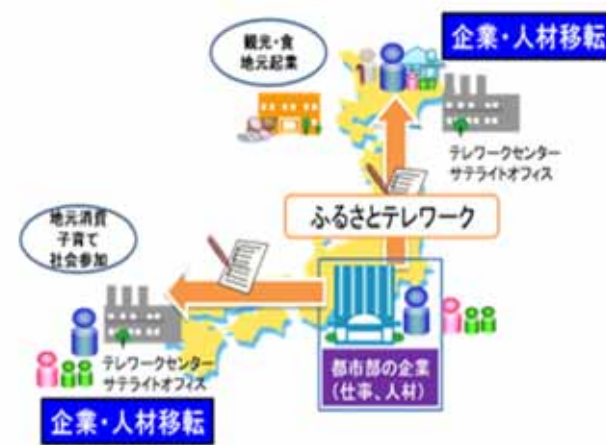 観光・食
地元起業
企業・人材移転
テレワークセンター
サテライトオフィス
ふるさとテレワーク
地元消費
子育て
社会参加
テレワークセンター
サテライトオフィス
都市部の企業
(仕事、人材)
企業・人材移転